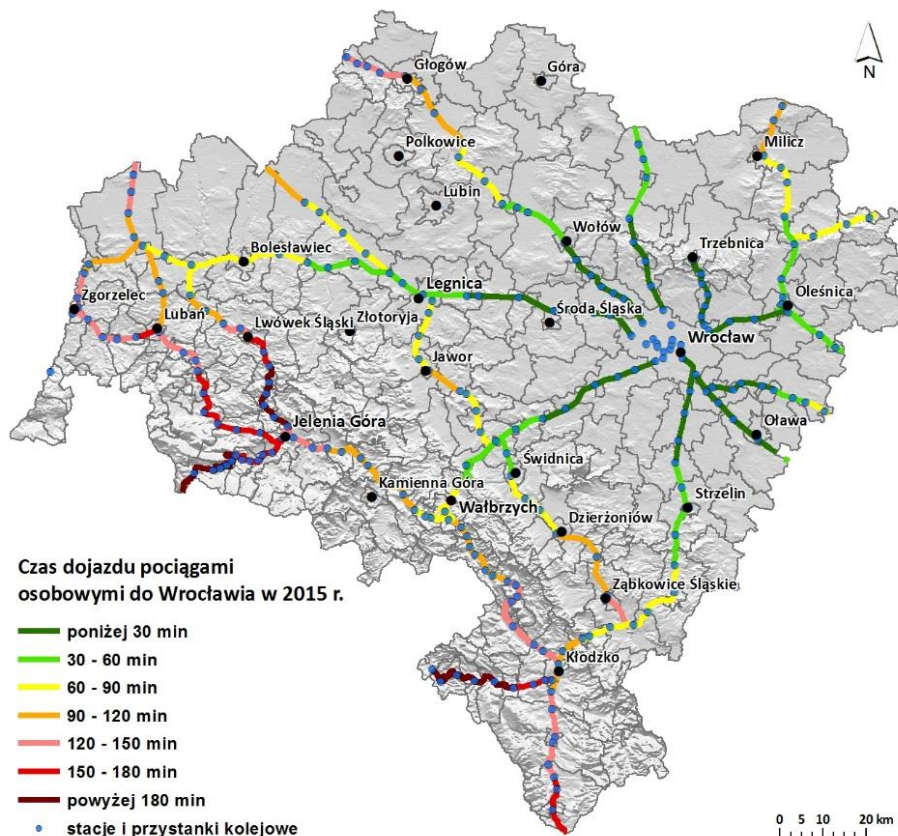 Głogów
Góra
N
Polkowice
Milicz
Lubin
Wołów
Trzebnica
Bolesławiec
Legnica
Oleśnica
Zgorzelec
Środa Śląska
Lubań
Lwówek Śląski
Złotoryja
Wrocław
Jawor
Jelenia Góra
Oława
Świdnica
Kamienna Góra
Strzelin
Wałbrzych
Dzierżoniów
Ząbkowice Śląskie
Kłodzko
Czas dojazdu pociągami
osobowymi do Wrocławia w 2015 r.
poniżej 30 min
30 - 60 min
60 - 90 min
90 - 120 min
120 - 150 min
150 - 180 min
powyżej 180 min
stacje i przystanki kolejowe
0 5 10 20 km